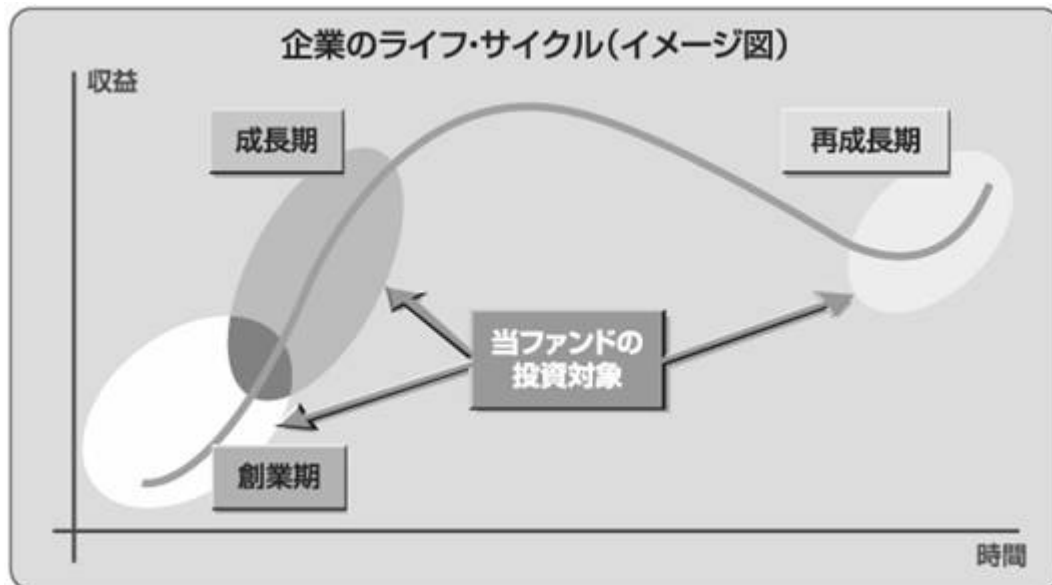 企業のライフ・サイクル(イメージ図)
収益
成長期
再成長期
当ファンドの
投資対象
創業期
時間